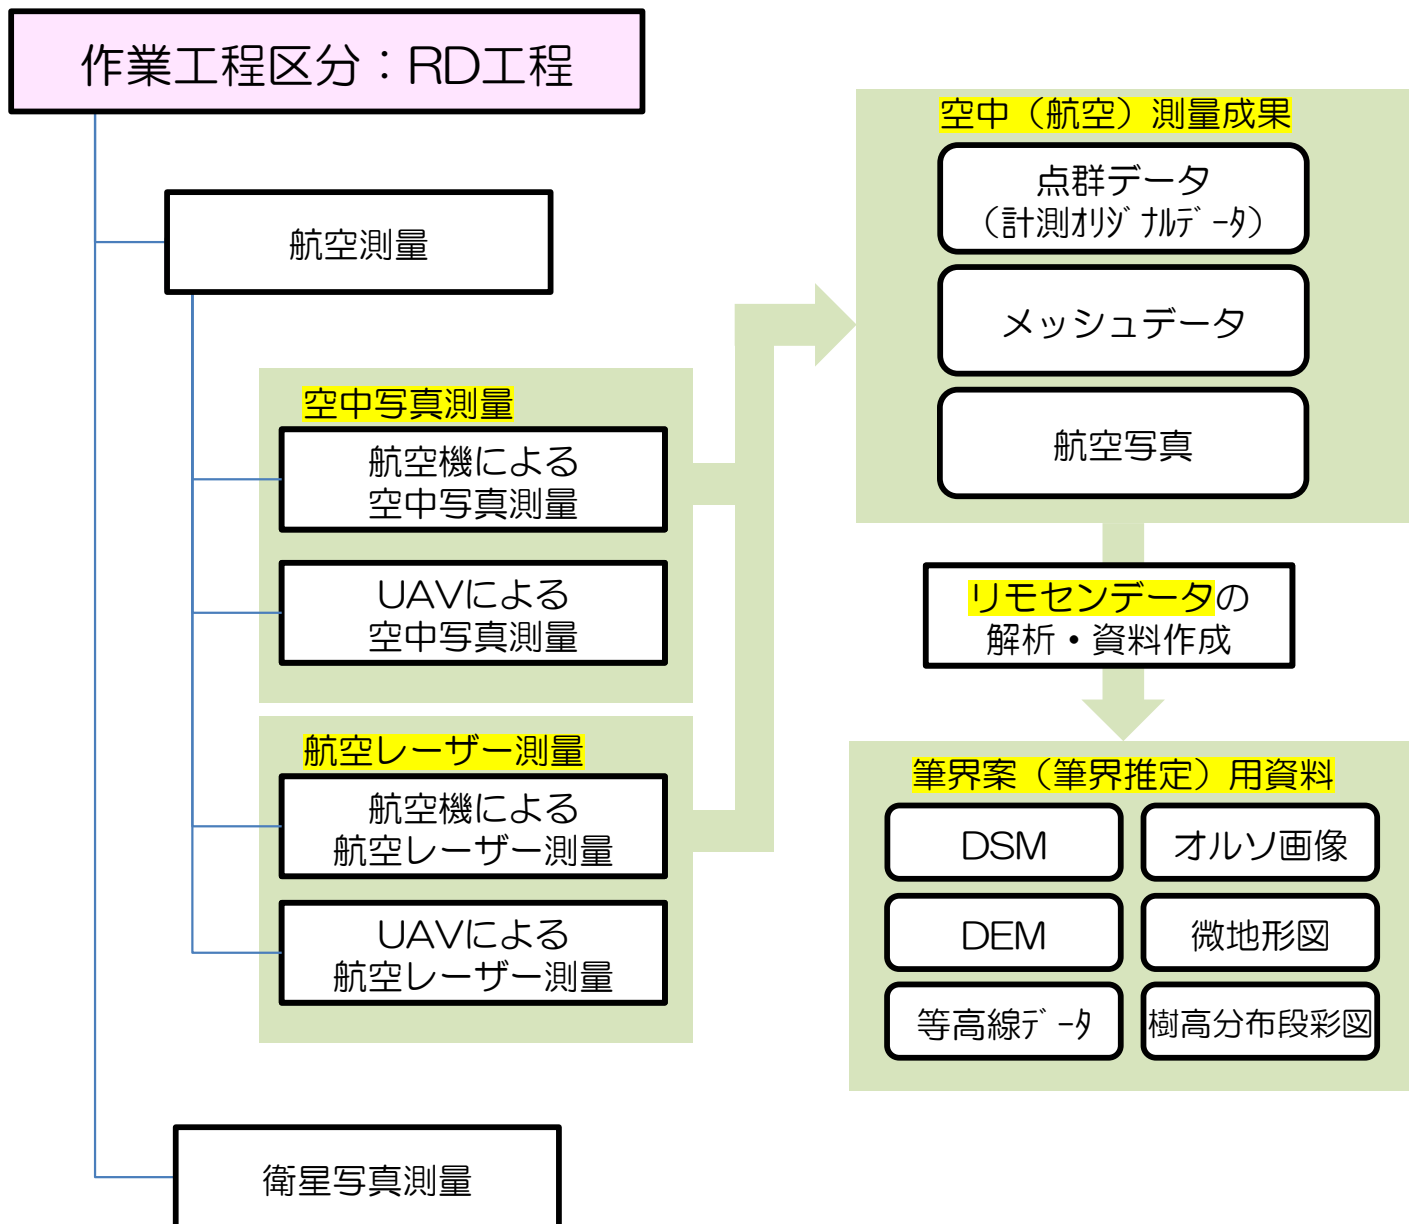 作業工程区分：RD工程
航空測量
空中写真測量
航空機による
空中写真測量
UAVによる
空中写真測量
航空レーザー測量
航空機による
航空レーザー測量
UAVによる
航空レーザー測量
衛星写真測量
空中（航空）測量成果
点群データ
（計測ｵﾘｼﾞﾅﾙﾃﾞｰﾀ）
メッシュデータ
航空写真
リモセンデータの
解析・資料作成
筆界案（筆界推定）用資料
DSM
オルソ画像
DEM
微地形図
等高線ﾃﾞｰﾀ
樹高分布段彩図